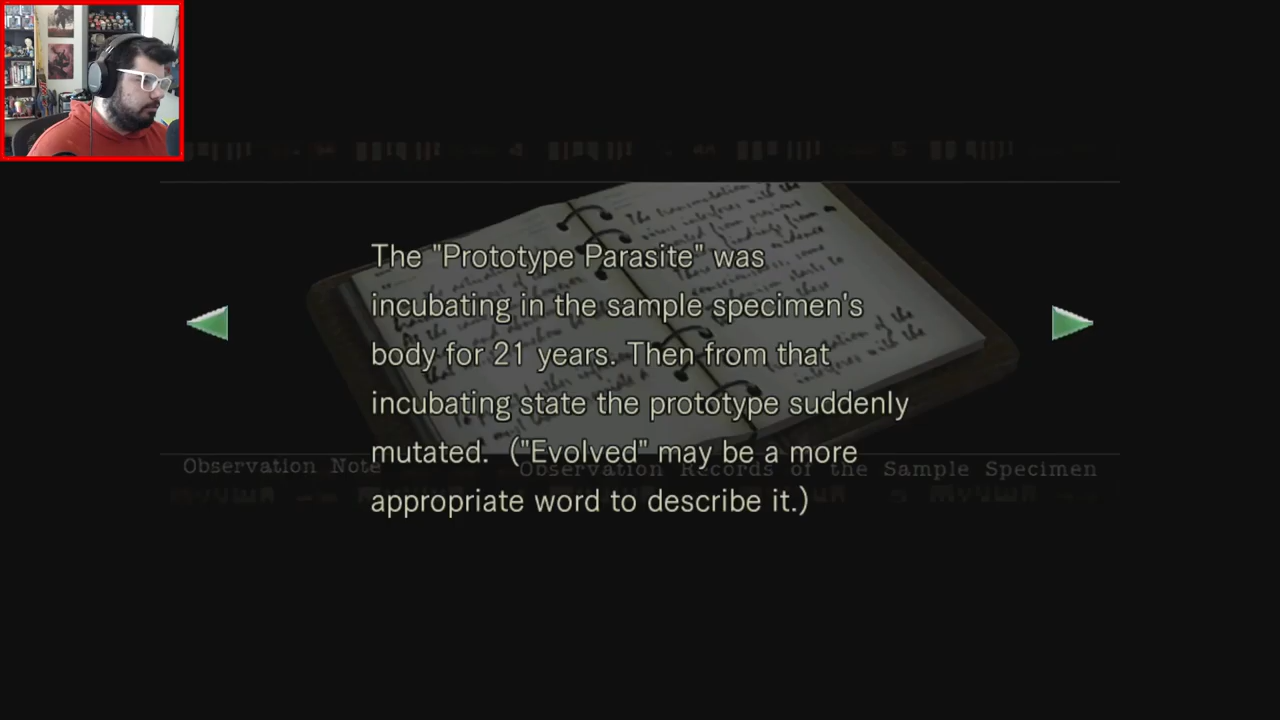 The "Prototype Parasite" was
incubating in the sample specimen's
body for 21 years. Then from that
incubating state the prototype suddenly
mutated. ("Evolved" may be a more
appropriate word to describe it.)
Observation Note
Observation Records of the Sample Specimen